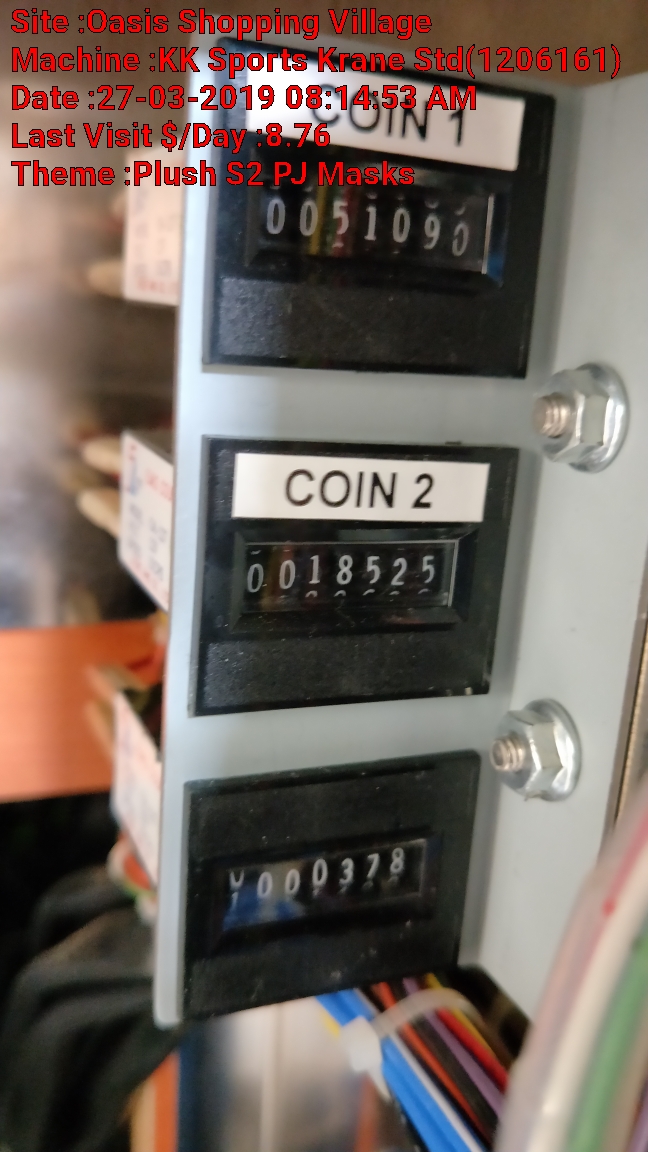 Site :Oasis Shopping Village
Machine :KK Sports Krane Std(1206161)
Date :27-03-2019 08:14:53 AM
Last Visit $/Day :8.76
Theme :Plush S2 PJ Masks
COIN 1
0051090
COIN 2
0018525
000378